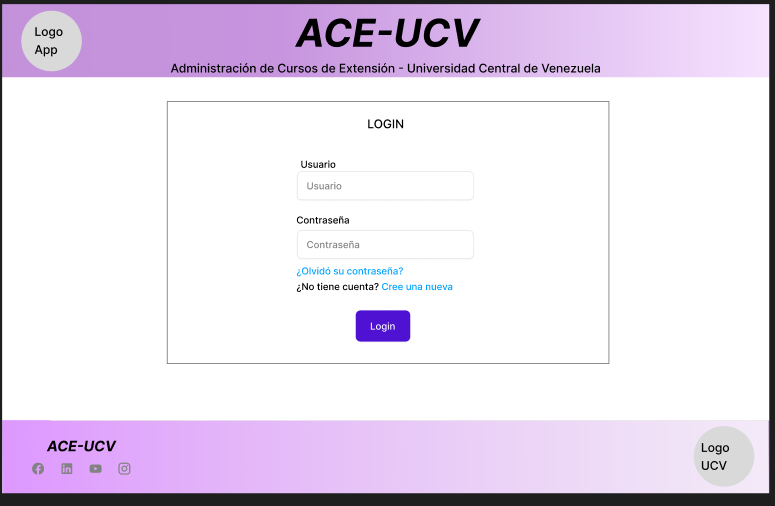 Logo
App
ACE-UCV
Administración de Cursos de Extensión - Universidad Central de Venezuela
LOGIN
Usuario
Usuario
Contraseña
Contraseña
¿Olvidó su contraseña?
¿No tiene cuenta? Cree una nueva
Login
ACE-UCV
Logo
UCV